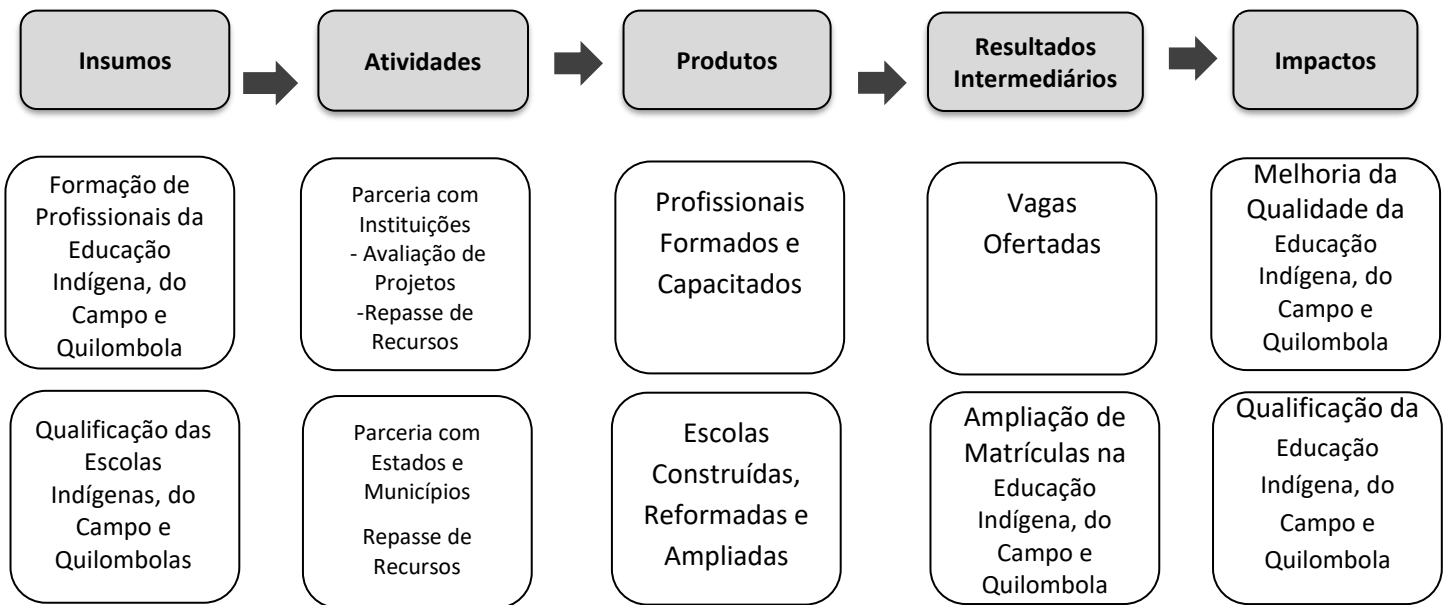 Insumos
Atividades
Produtos
Resultados
Intermediários
Impactos
Formação de
Profissionais da
Educação
Indígena, do
Campo e
Quilombola
Parceria com
Instituições
- Avaliação de
Projetos
-Repasse de
Recursos
Profissionais
Formados e
Capacitados
Vagas
Ofertadas
Melhoria da
Qualidade da
Educação
Indígena, do
Campo e
Quilombola
Qualificação das
Escolas
Indígenas, do
Campo e
Quilombolas
Parceria com
Estados e
Municípios
Repasse de
Recursos
Escolas
Construídas,
Reformadas e
Ampliadas
Ampliação de
Matrículas na
Educação
Indígena, do
Campo e
Quilombola
Qualificação da
Educação
Indígena, do
Campo e
Quilombola